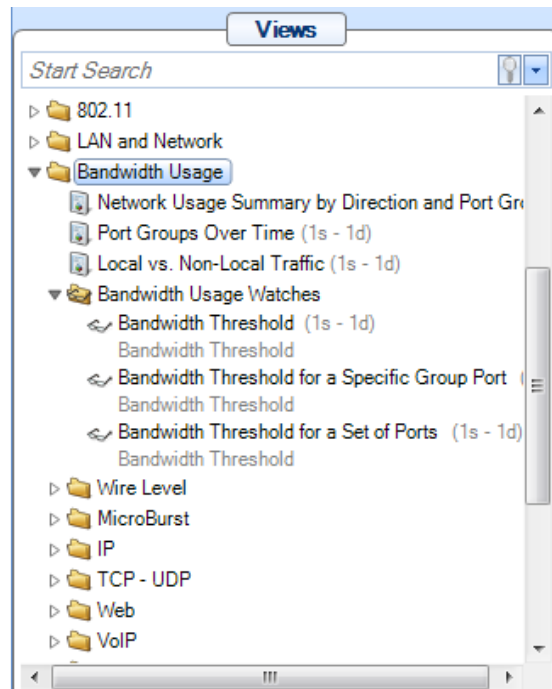 Views
Start Search
802.11
LAN and Network
Bandwidth Usage
Network Usage Summary by Direction and Port Gr
Port Groups Over Time (1s - 1d)
Local vs. Non-Local Traffic (1s - 1d)
Bandwidth Usage Watches
Bandwidth Threshold (1s - 1d)
Bandwidth Threshold
Bandwidth Threshold for a Specific Group Port (
Bandwidth Threshold
Bandwidth Threshold for a Set of Ports (1s - 1d)
Bandwidth Threshold
Wire Level
MicroBurst
IP
TCP - UDP
Web
VoIP